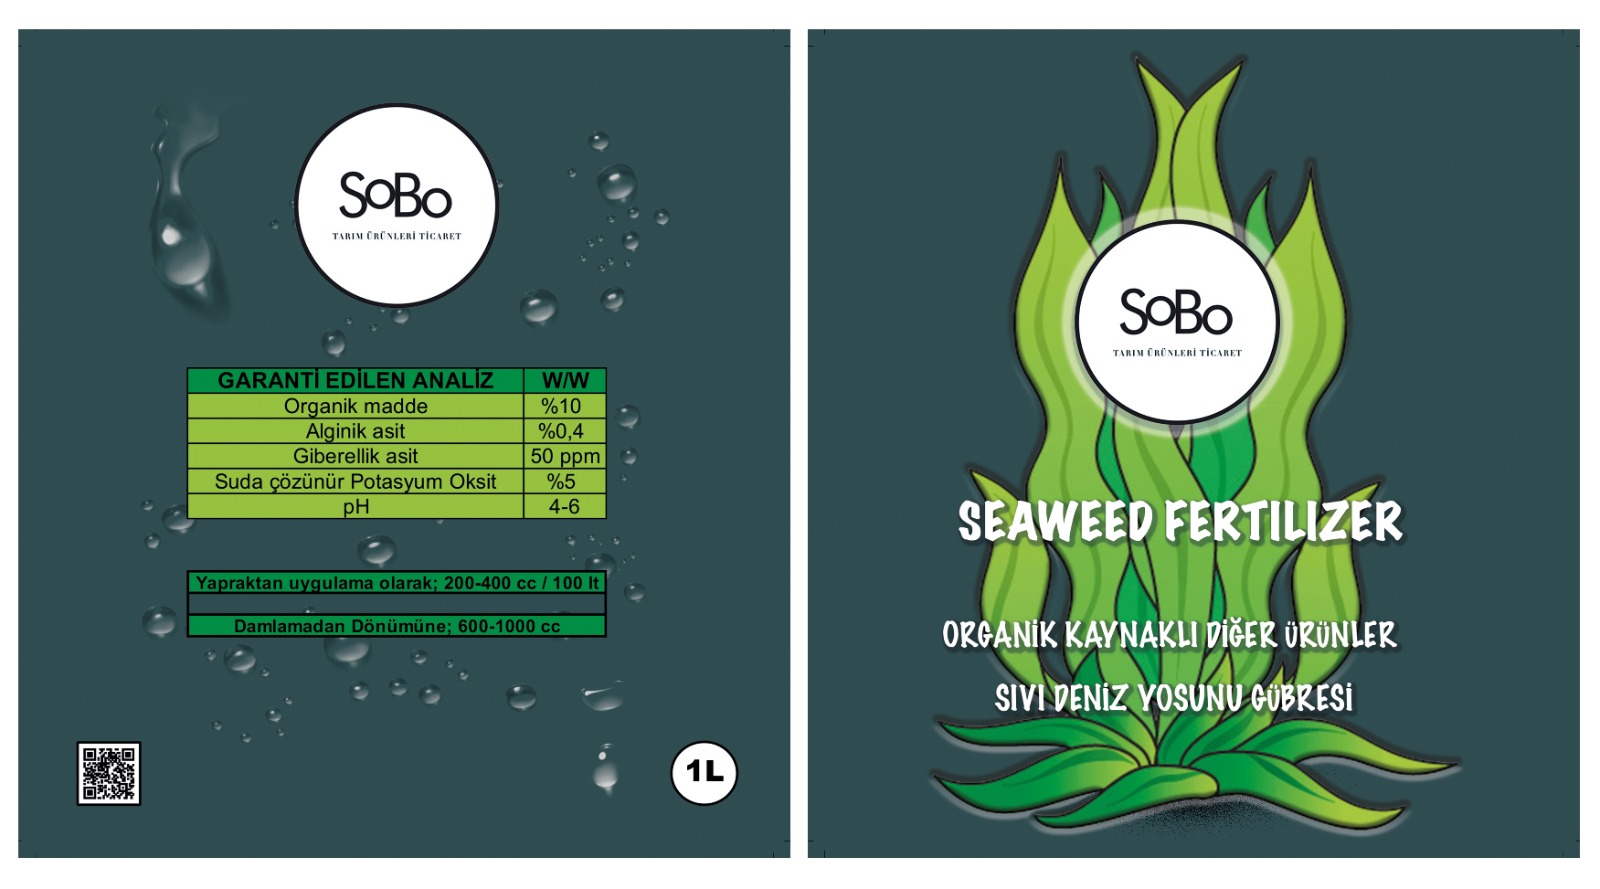 SoBo
TARIM ÜRÜNLERİ TİCARET
GARANTİ EDİLEN ANALİZ W/W
Organik madde %10
Alginik asit %0,4
Giberellik asit 50 ppm
Suda çözünür Potasyum Oksit %5
pH 4-6
Yapraktan uygulama olarak; 200-400 cc / 100 lt
Damlamadan Dönümüne; 600-1000 cc
1L
SoBo
TARIM ÜRÜNLERİ TİCARET
SEAWEED FERTILIZER
ORGANİK KAYNAKLI DİĞER ÜRÜNLER
SIVI DENİZ YOSUNU GÜBRESİ